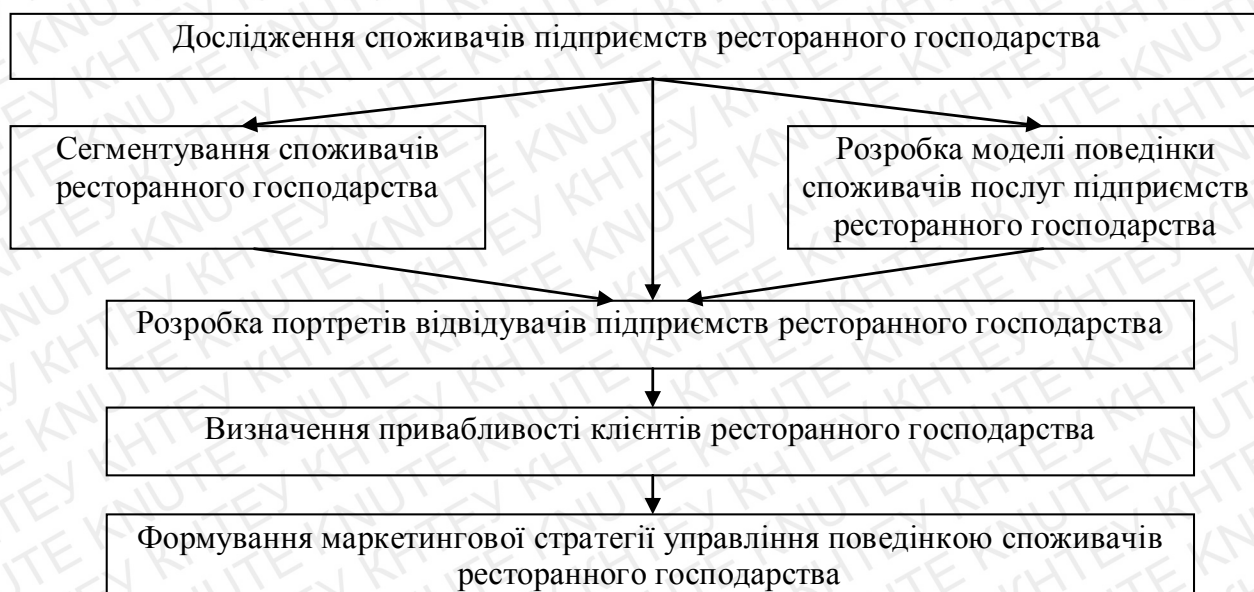 Дослідження споживачів підприємств ресторанного господарства
Сегментування споживачів
ресторанного господарства
Розробка моделі поведінки
споживачів послуг підприємств
ресторанного господарства
Розробка портретів відвідувачів підприємств ресторанного господарства
Визначення привабливості клієнтів ресторанного господарства
Формування маркетингової стратегії управління поведінкою споживачів
ресторанного господарства